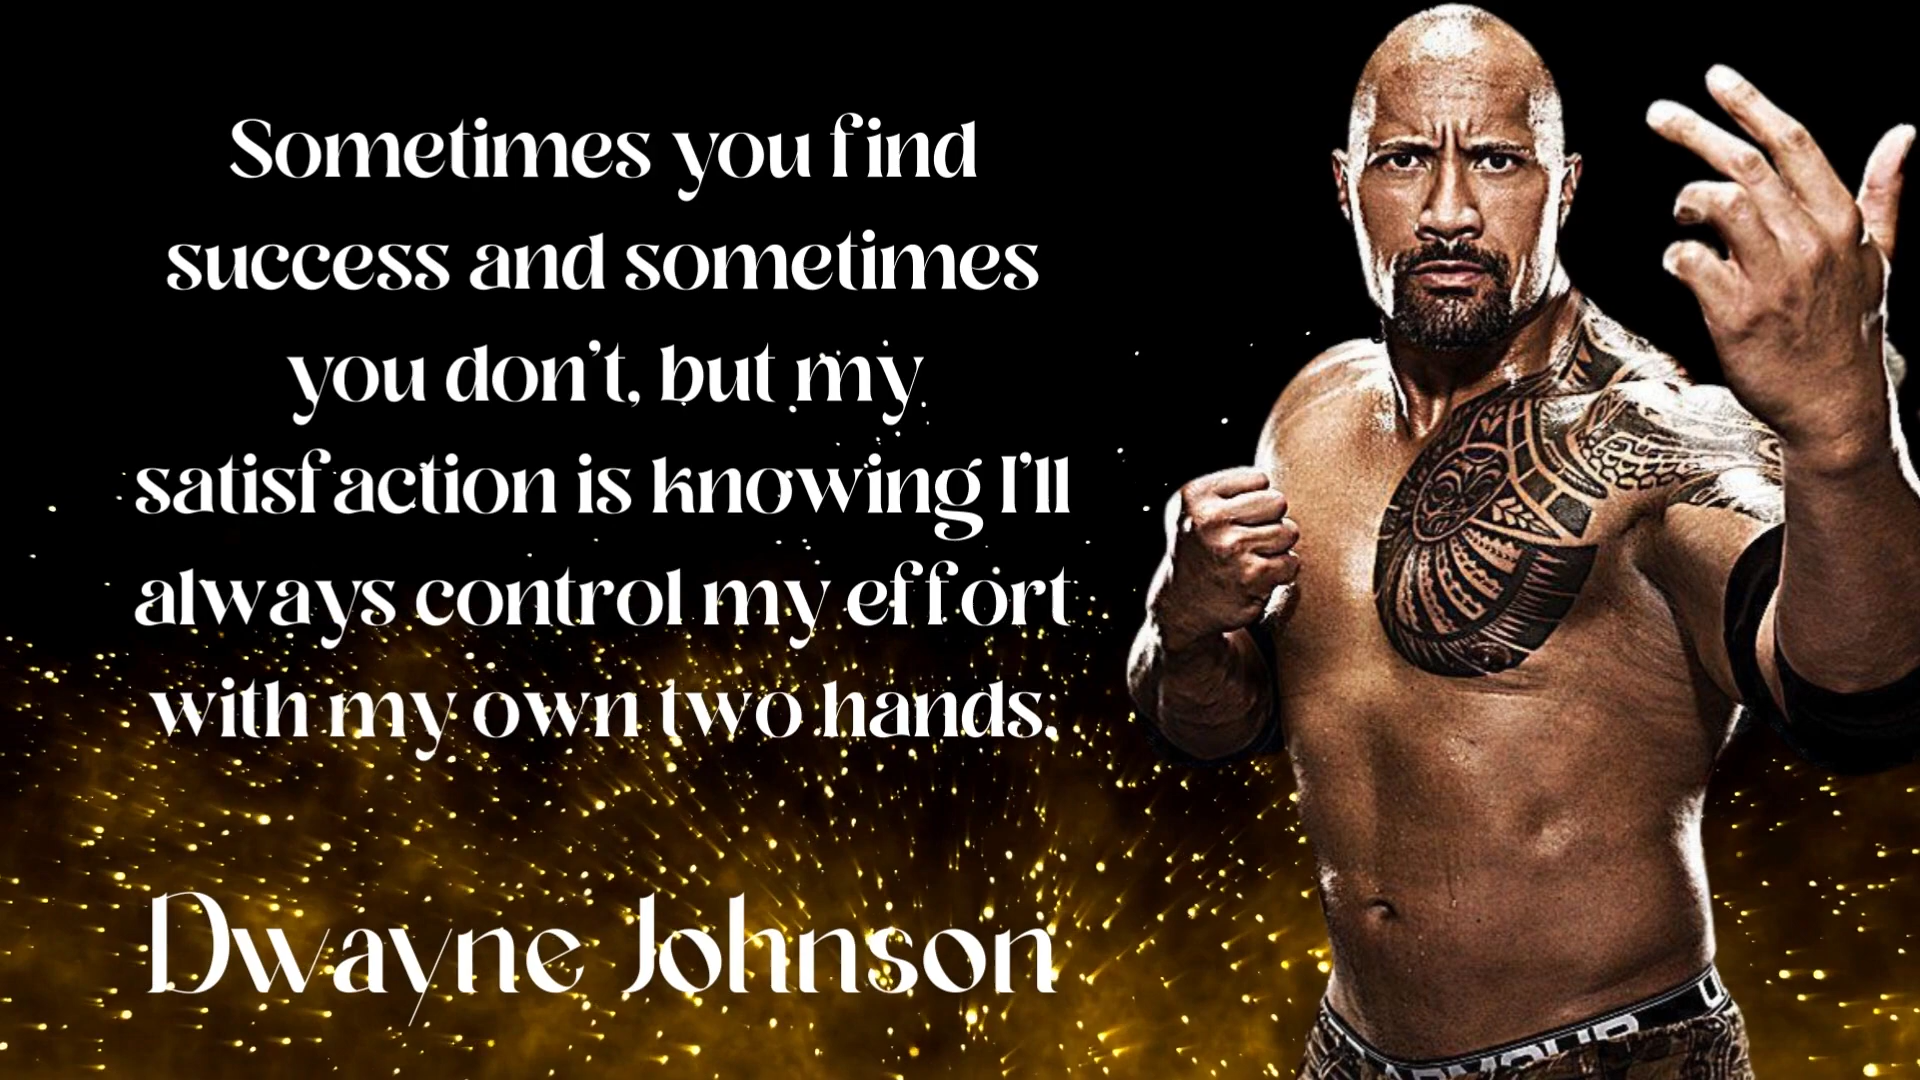 Sometimes you find
success and sometimes
you don't, but my
satisfaction is knowing I'll
always control my effort
with my own two hands.
Dwayne Johnson